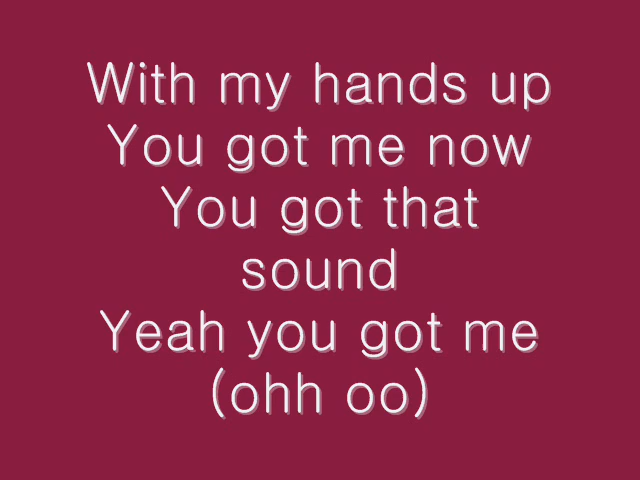 With my hands up
You got me now
You got that
sound
Yeah you got me
(ohh oo)